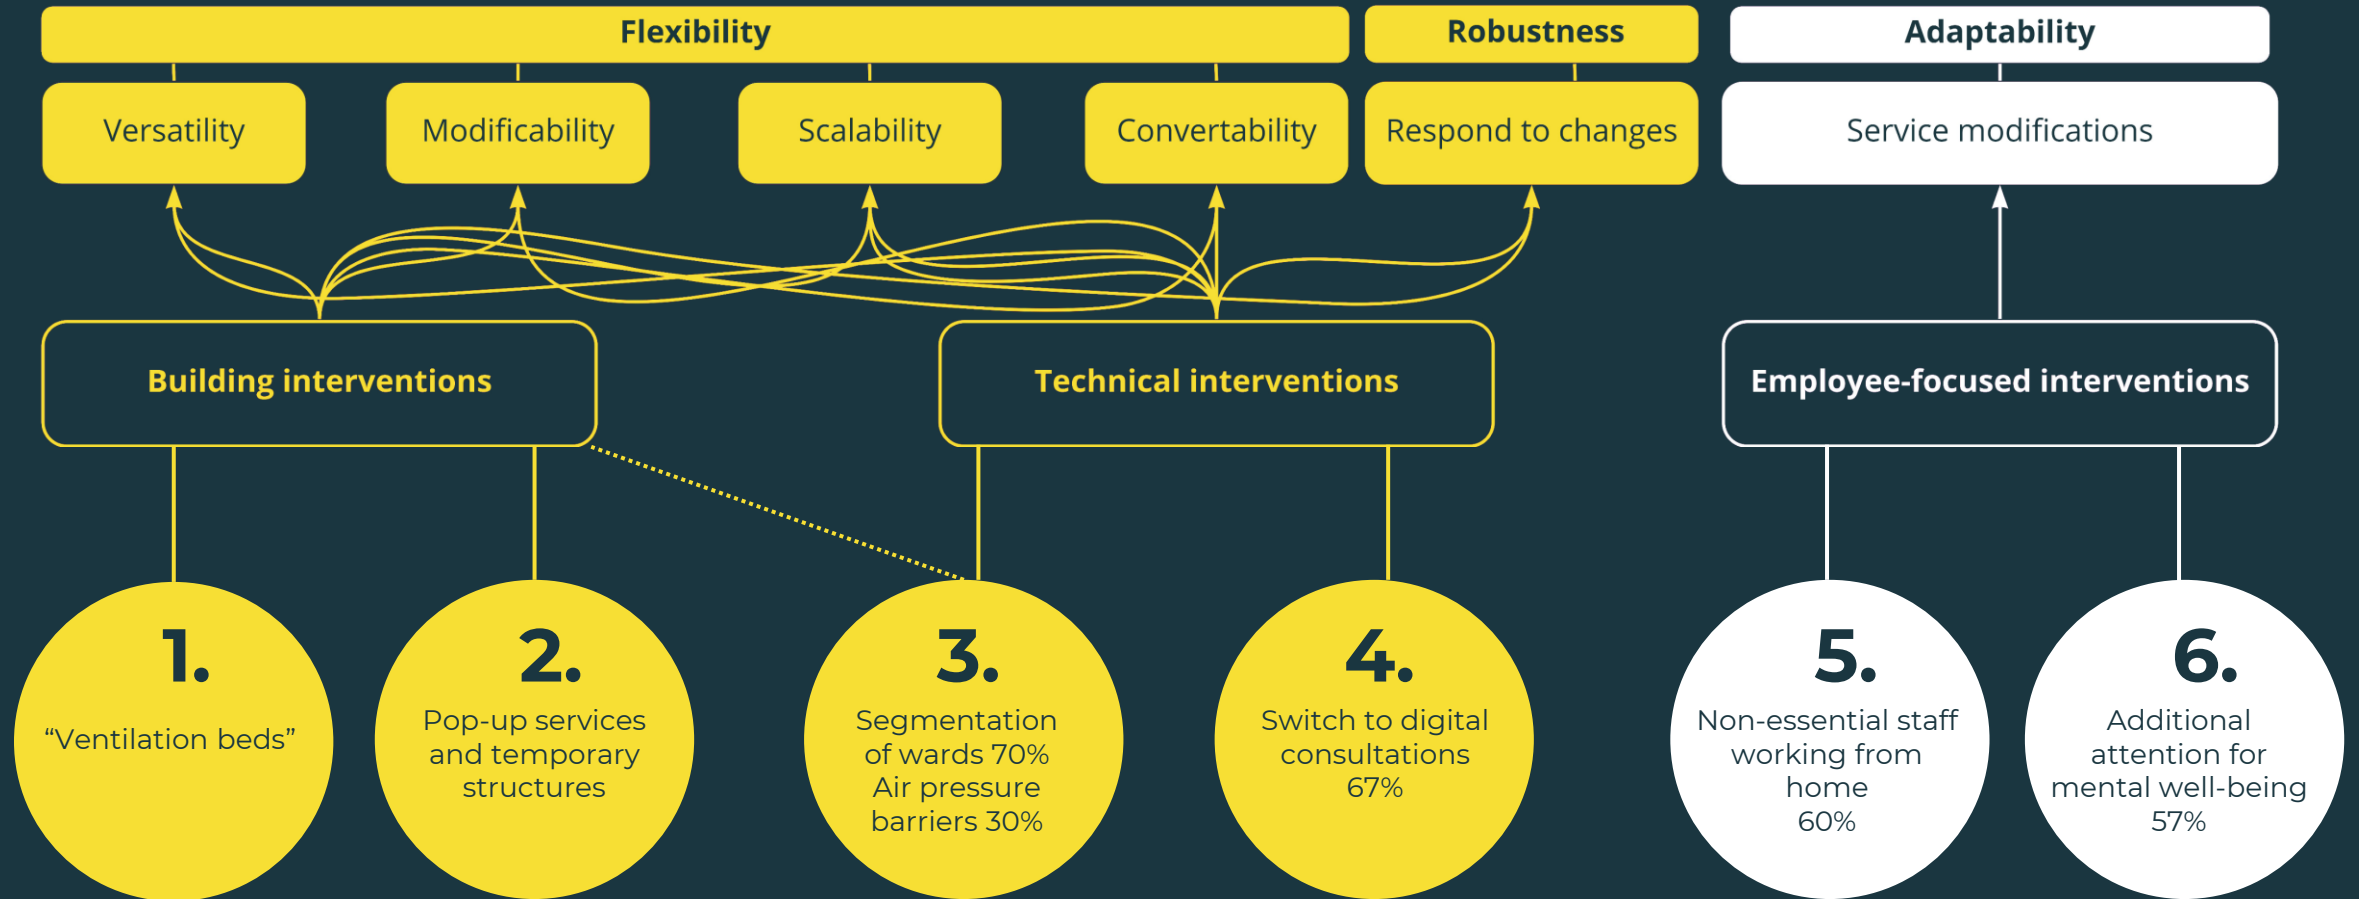 Flexibility
Robustness
Adaptability
Versatility
Modificability
Scalability
Convertability
Respond to changes
Service modifications
Building interventions
Technical interventions
Employee-focused interventions
1.
“Ventilation beds”
2.
Pop-up services
and temporary
structures
3.
Segmentation
of wards 70%
Air pressure
barriers 30%
4.
Switch to digital
consultations
67%
5.
Non-essential staff
working from
home
60%
6.
Additional
attention for
mental well-being
57%